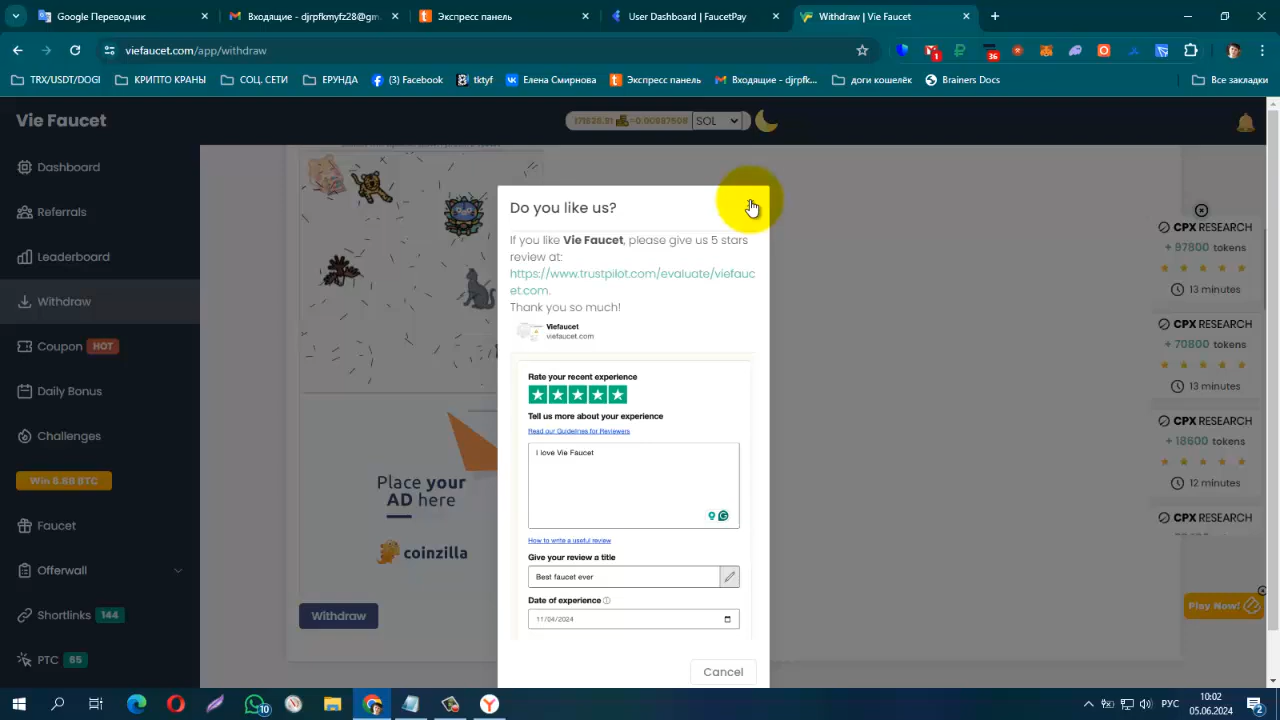 Входящие - djrpfkmyf28@gn
Экспресс панель
User Dashboard | FaucetPay
Withdraw | Vie Faucet
viefaucet.com/app/withdraw
1
36
TRX/USDT/DOGI
КРИПТО КРАНЫ
СОЦ. СЕТИ
ЕРУНДА
(3) Facebook
tktyf
Елена Смирнова
Экспресс панель
Входящие - djrpfk...
доги кошелёк
Brainers Docs
Все закладки
Vie Faucet
SOL
Dashboard
Referrals
Leaderboard
Withdraw
Coupon HOT
Daily Bonus
Challenges
Win 8.88 BTC
Faucet
Offerwall
Shortlinks 144
PTC 65
Place your
AD here
coinzilla
Withdraw
Do you like us?
If you like Vie Faucet, please give us 5 stars
review at:
https://www.trustpilot.com/evaluate/viefauc
et.com.
Thank you so much!
Viefaucet
viefaucet.com
Rate your recent experience
Tell us more about your experience
Read our Guidelines for Reviewers
I love Vie Faucet
How to write a useful review
Give your review a title
Best faucet ever
Date of experience
11/04/2024
Cancel
CPX RESEARCH
+ 97800 tokens
13 minutes
CPX RESEARCH
+ 70800 tokens
13 minutes
CPX RESEARCH
+ 18600 tokens
12 minutes
CPX RESEARCH
Play Now!
10
РУС
10:02
05.06.2024
2